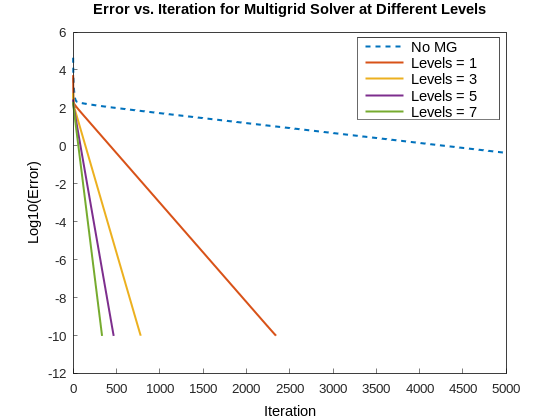 Error vs. Iteration for Multigrid Solver at Different Levels
6
4
2
0
-2
-4
-6
-8
-10
-12
Log10(Error)
No MG
Levels = 1
Levels = 3
Levels = 5
Levels = 7
0 500 1000 1500 2000 2500 3000 3500 4000 4500 5000
Iteration